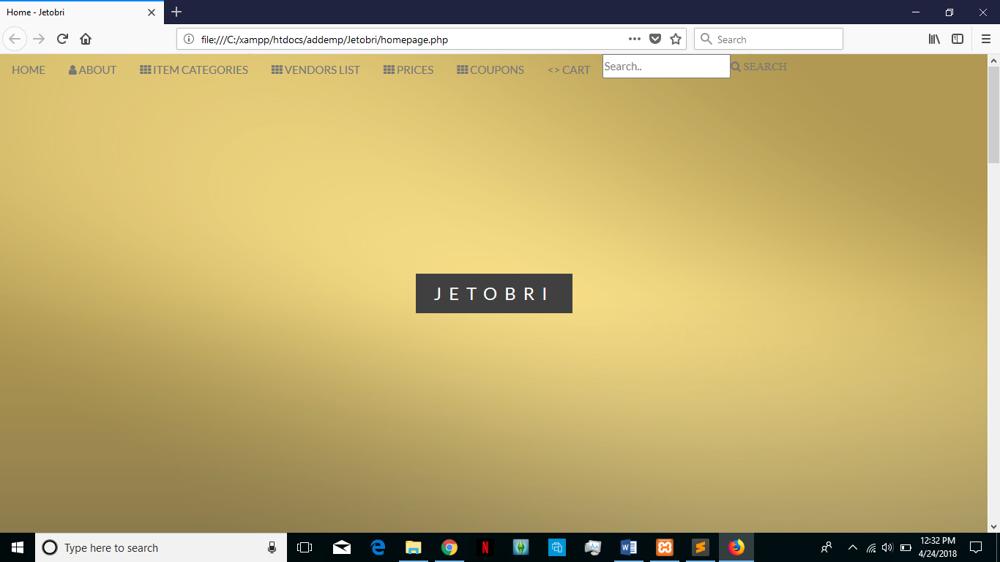 Home - Jetobri
file:///C:/xampp/htdocs/addemp/Jetobri/homepage.php
Search
HOME ABOUT ITEM CATEGORIES VENDORS LIST PRICES COUPONS <> CART Search.. SEARCH
JETOBRI
Type here to search
12:32 PM
4/24/2018